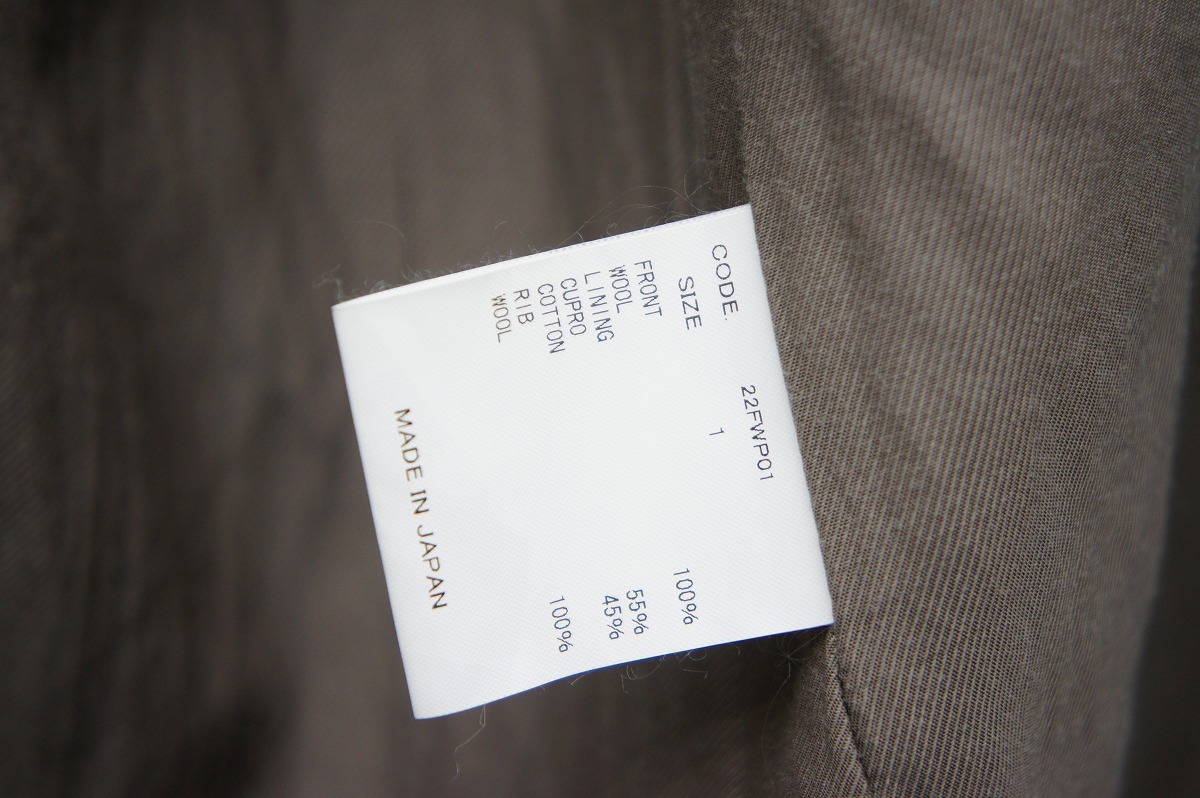 CODE. 22FWP01
SIZE 1
FRONT
WOOL 100%
LINING
CUPRO 55%
COTTON 45%
RIB
WOOL 100%
MADE IN JAPAN